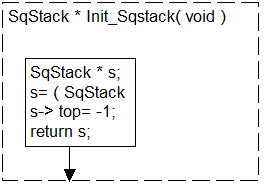 SqStack * Init_Sqstack( void )
SqStack * s;
s= ( SqStack
s-> top= -1;
return s;